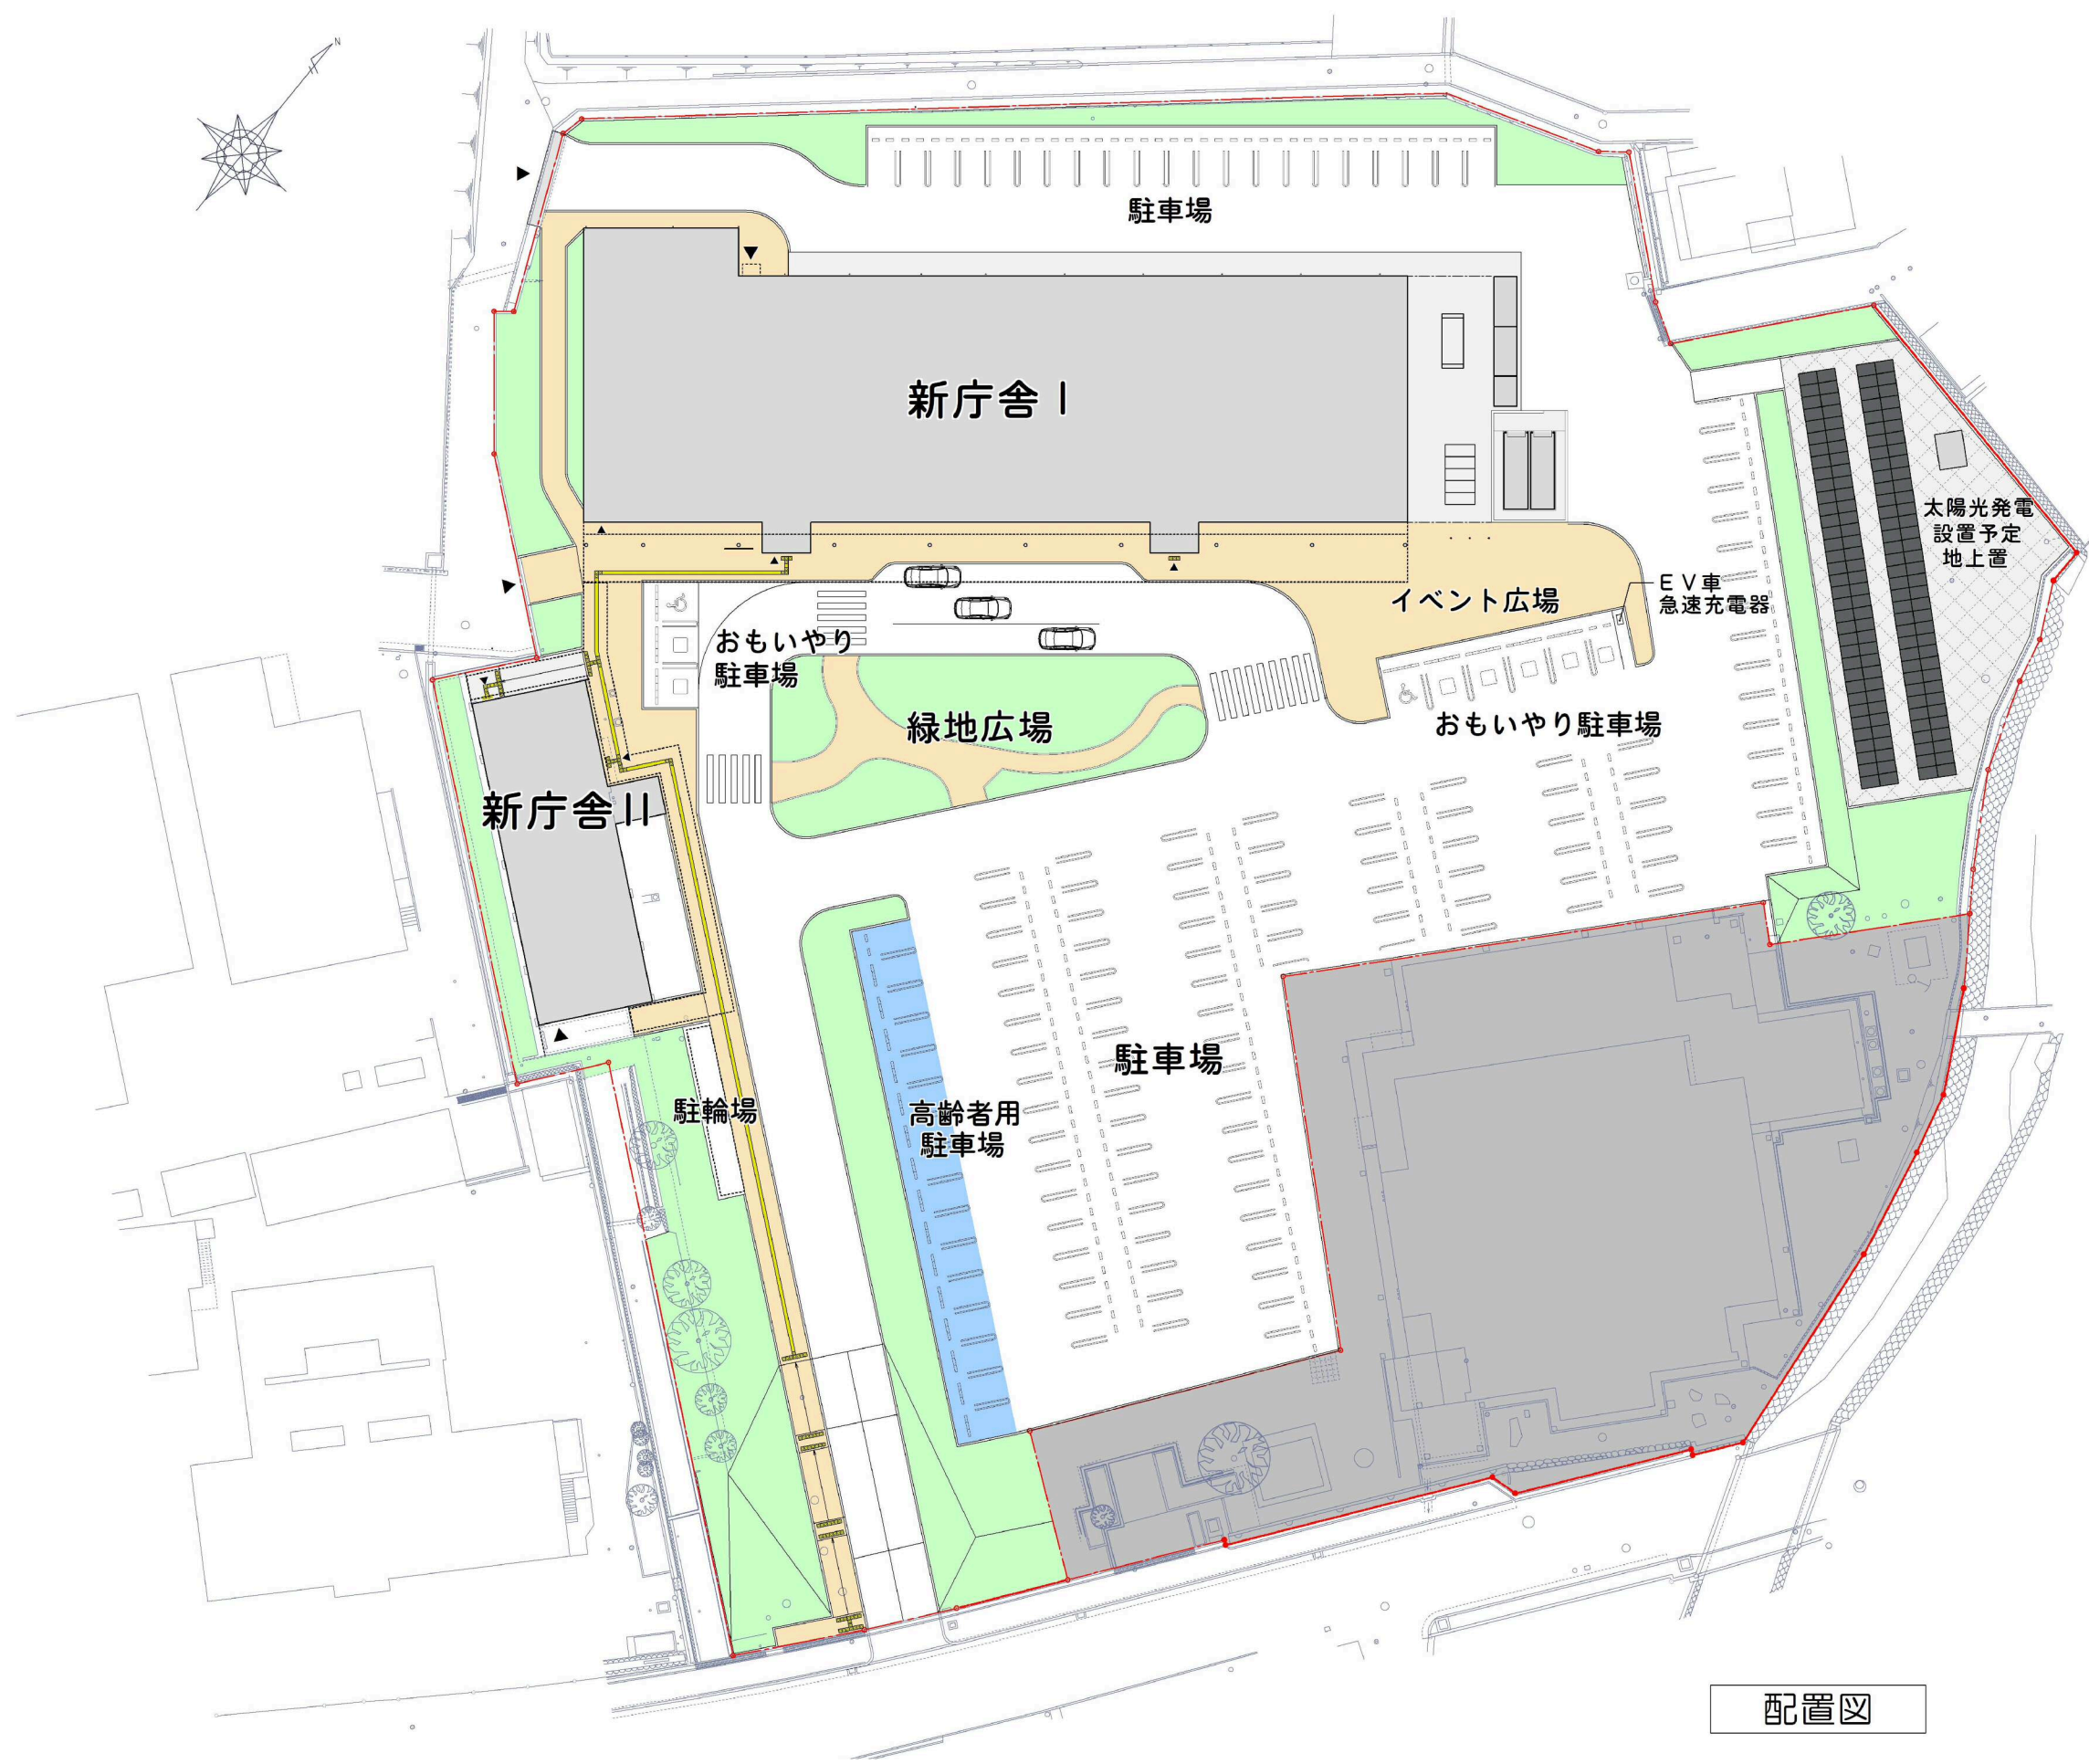 N
駐車場
新庁舎Ⅰ
太陽光発電
設置予定
地上置
EV車
急速充電器
イベント広場
おもいやり
駐車場
緑地広場
おもいやり駐車場
新庁舎Ⅱ
駐車場
駐輪場
高齢者用
駐車場
配置図